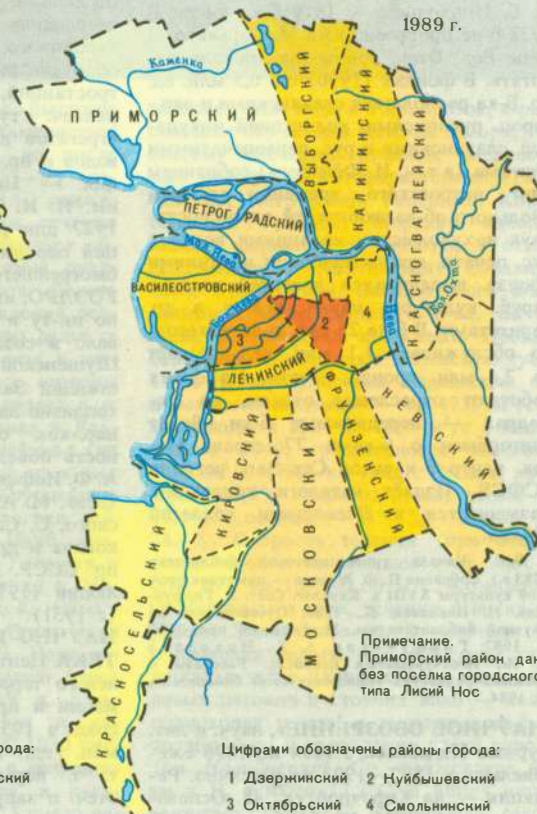 1989 г.
Каменка
ПРИМОРСКИЙ
ВЫБОРГСКИЙ
КАЛИНИНСКИЙ
КРАСНОГВАРДЕЙСКИЙ
ПЕТРОГРАДСКИЙ
Мал. Нева
Бол. Охта
ВАСИЛЕОСТРОВСКИЙ
Бол. Нева
1
2
3
4
Нева
ЛЕНИНСКИЙ
ФРУНЗЕНСКИЙ
НЕВСКИЙ
КИРОВСКИЙ
МОСКОВСКИЙ
КРАСНОСЕЛЬСКИЙ
Примечание.
Приморский район дан
без поселка городского
типа Лисий Нос
Цифрами обозначены районы города:
1 Дзержинский 2 Куйбышевский
3 Октябрьский 4 Смольнинский